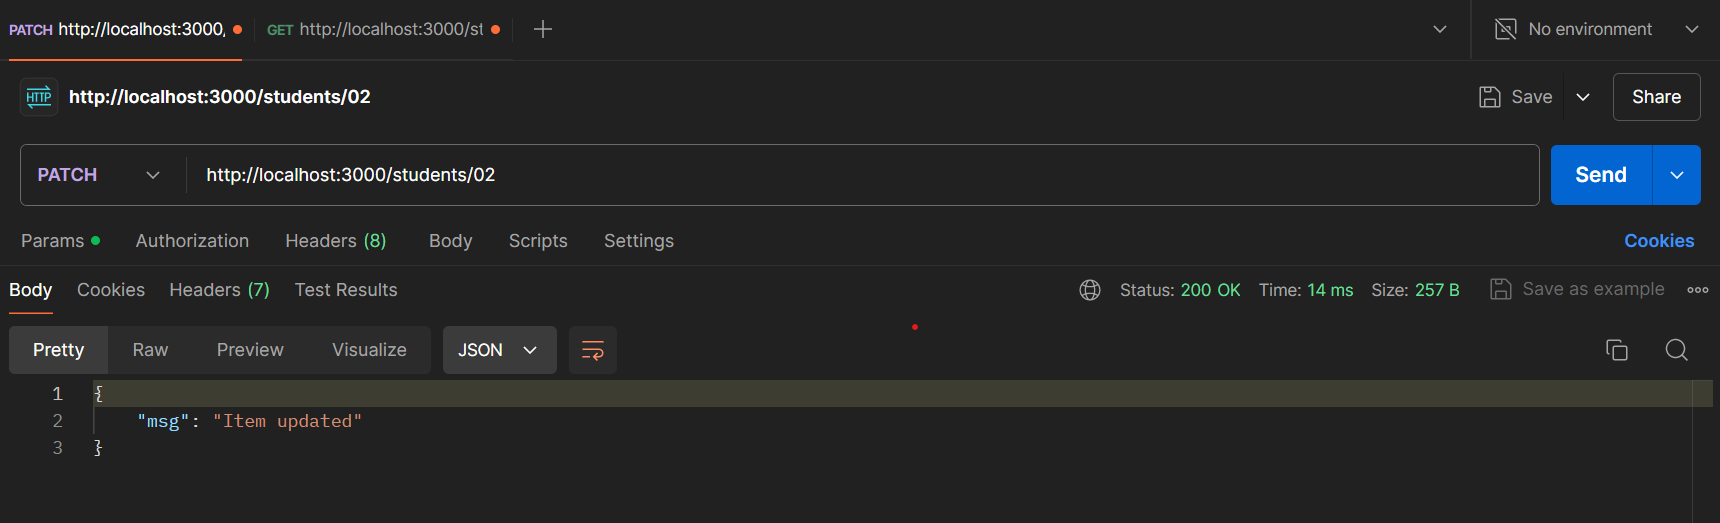 PATCH http://localhost:3000, GET http://localhost:3000/st No environment
HTTP http://localhost:3000/students/02 Save Share
PATCH http://localhost:3000/students/02 Send
Params Authorization Headers (8) Body Scripts Settings Cookies
Body Cookies Headers (7) Test Results Status: 200 OK Time: 14 ms Size: 257 B Save as example
Pretty Raw Preview Visualize JSON
1 {
2 "msg": "Item updated"
3 }